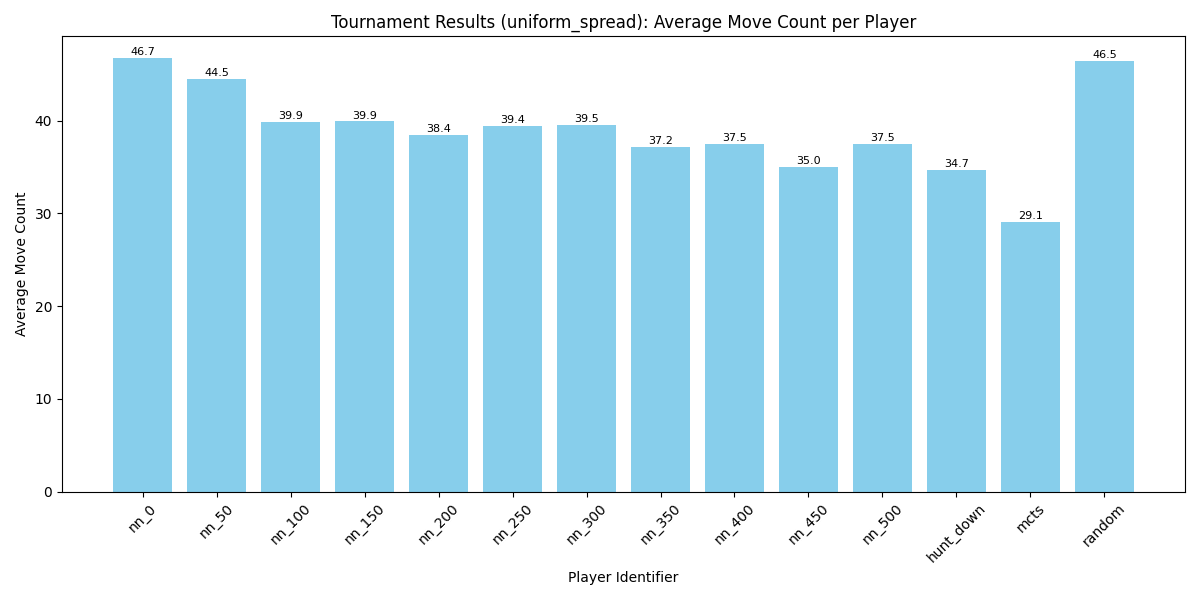 Tournament Results (uniform_spread): Average Move Count per Player
Average Move Count
40
30
20
10
0
46.7
44.5
39.9
39.9
38.4
39.4
39.5
37.2
37.5
35.0
37.5
34.7
29.1
46.5
nn_0
nn_50
nn_100
nn_150
nn_200
nn_250
nn_300
nn_350
nn_400
nn_450
nn_500
hunt_down
mcts
random
Player Identifier